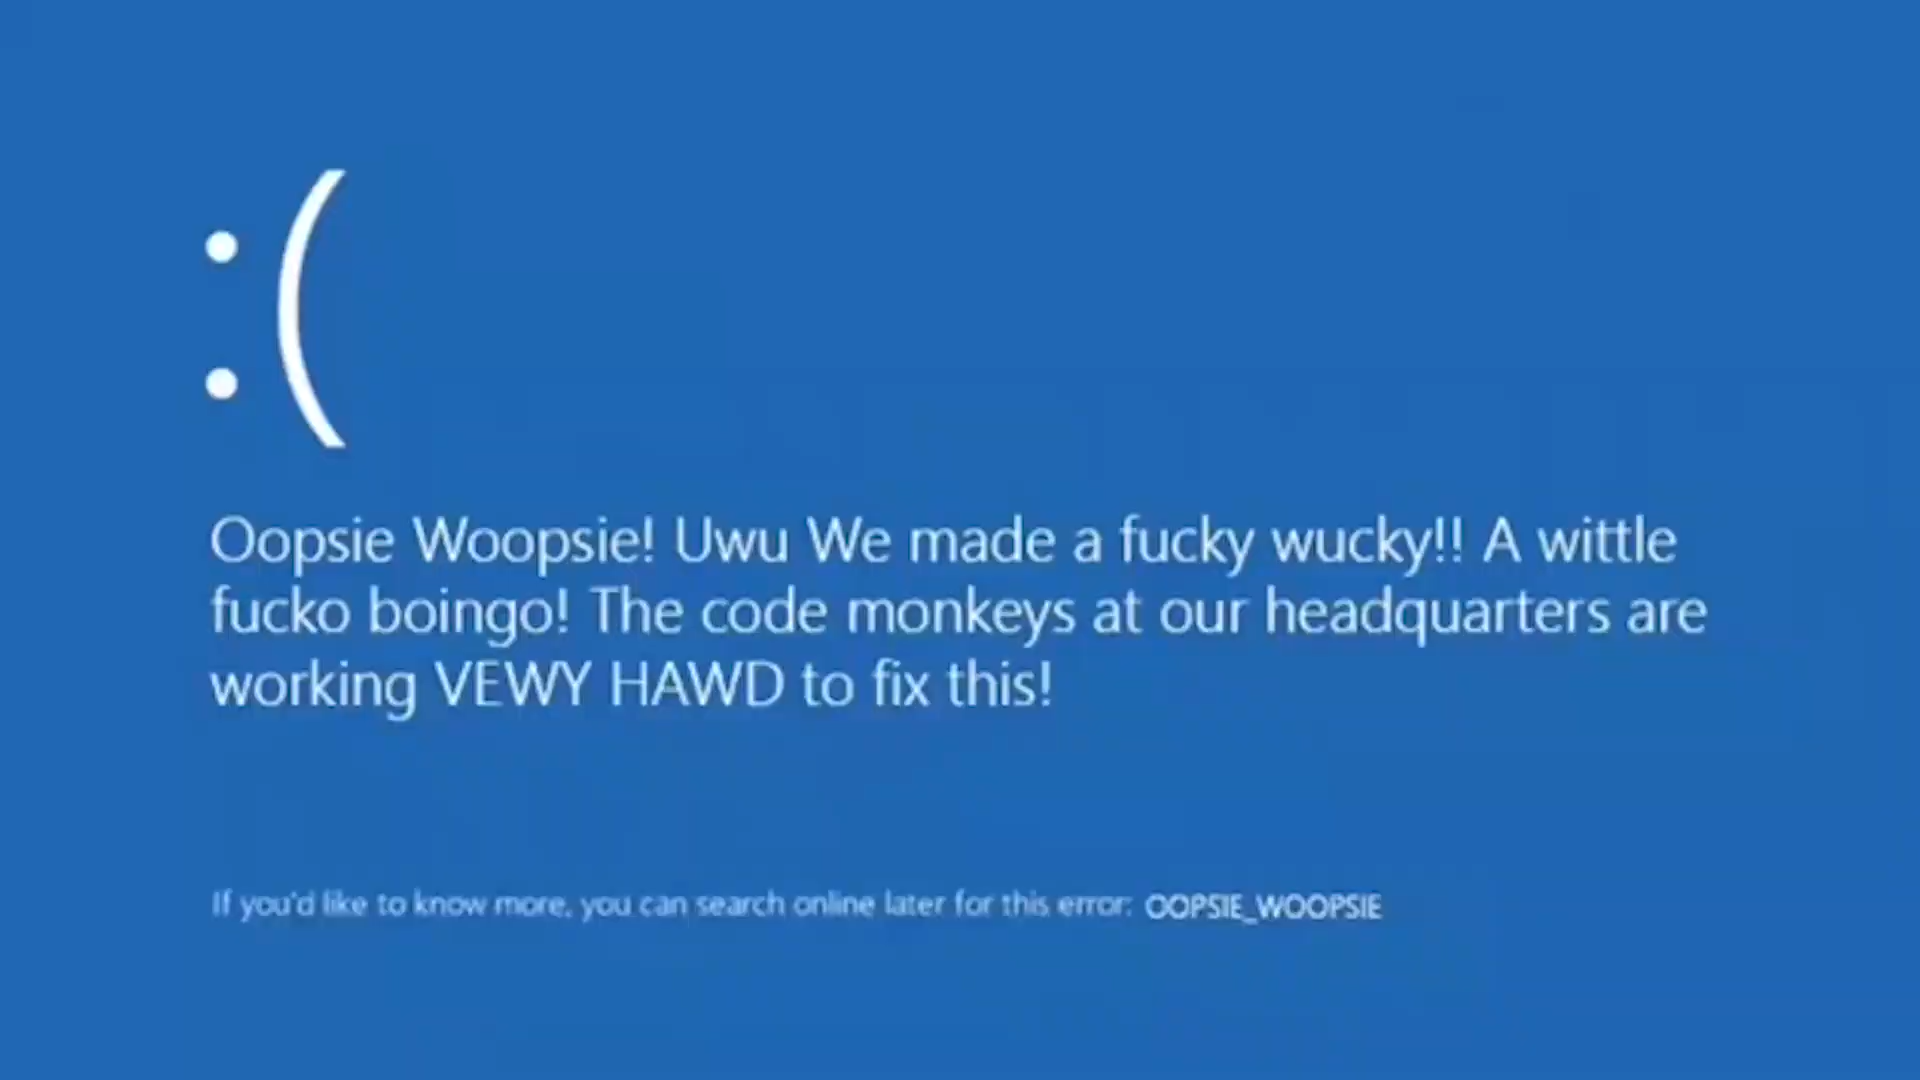 :(
Oopsie Woopsie! Uwu We made a fucky wucky!! A wittle
fucko boingo! The code monkeys at our headquarters are
working VEWY HAWD to fix this!
If you'd like to know more, you can search online later for this error: OOPSIE_WOOPSIE